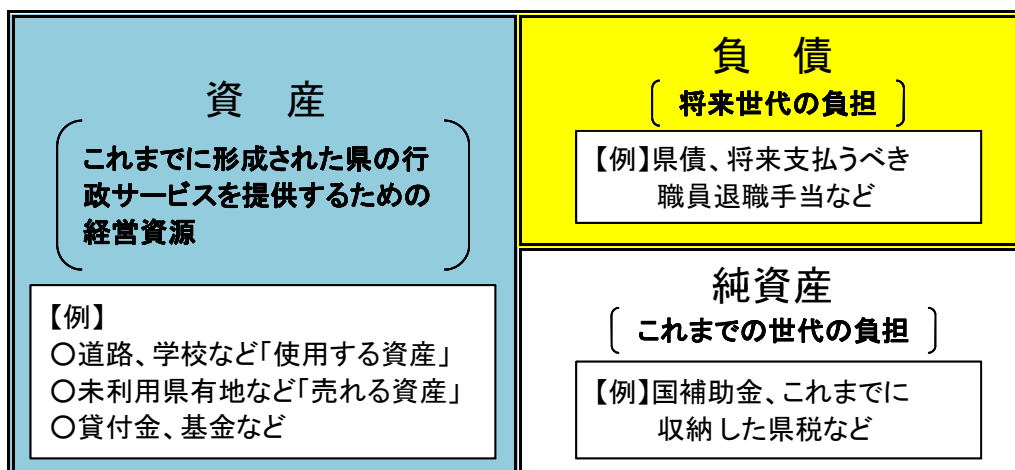 資　産
これまでに形成された県の行
政サービスを提供するための
経営資源
【例】
○道路、学校など「使用する資産」
○未利用県有地など「売れる資産」
○貸付金、基金など
負　債
将来世代の負担
【例】県債、将来支払うべき
職員退職手当など
純資産
これまでの世代の負担
【例】国補助金、これまでに
収納した県税など